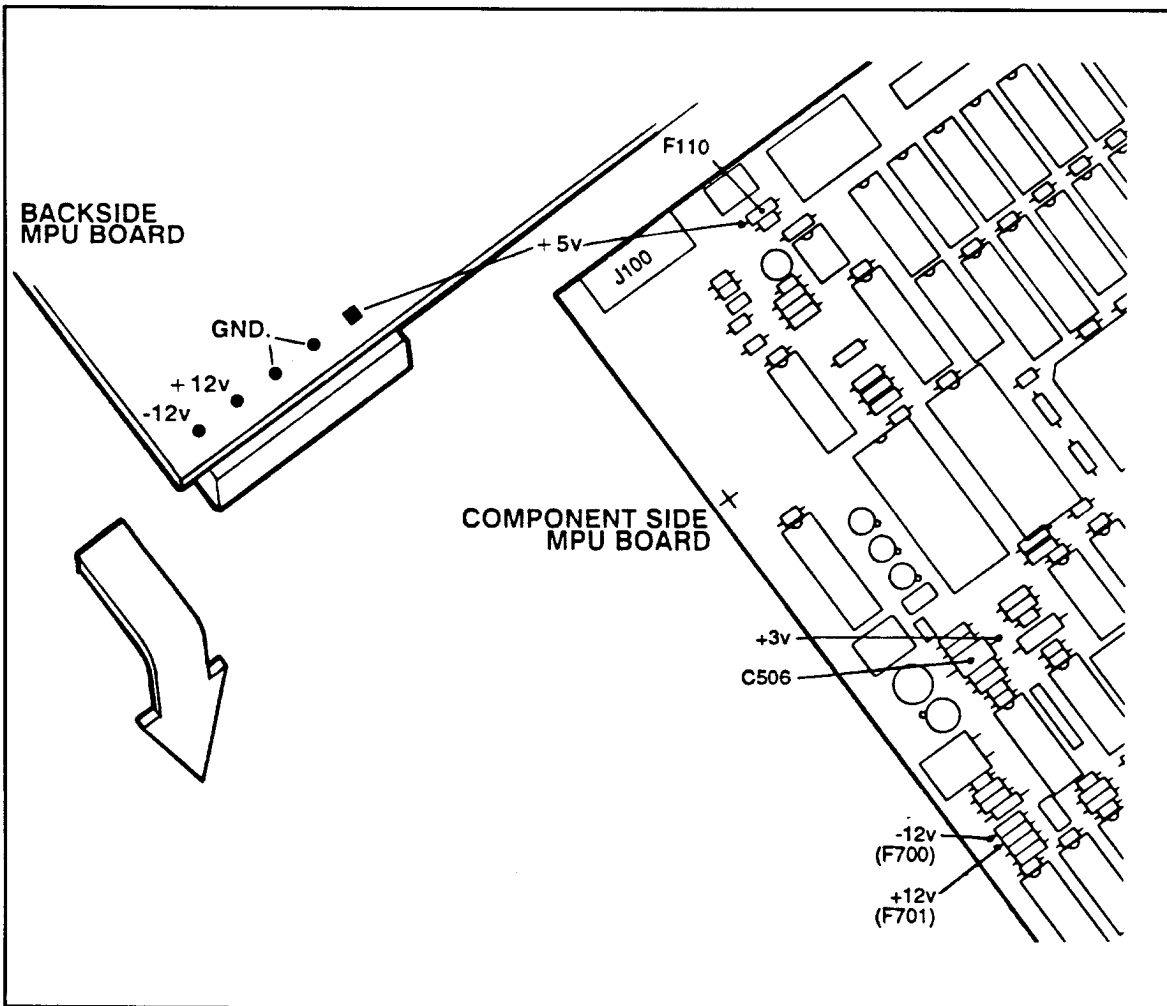 F110
BACKSIDE
MPU BOARD
+5v
J100
GND.
+12v
-12v
COMPONENT SIDE
MPU BOARD
+3v
C506
-12v
(F700)
+12v
(F701)